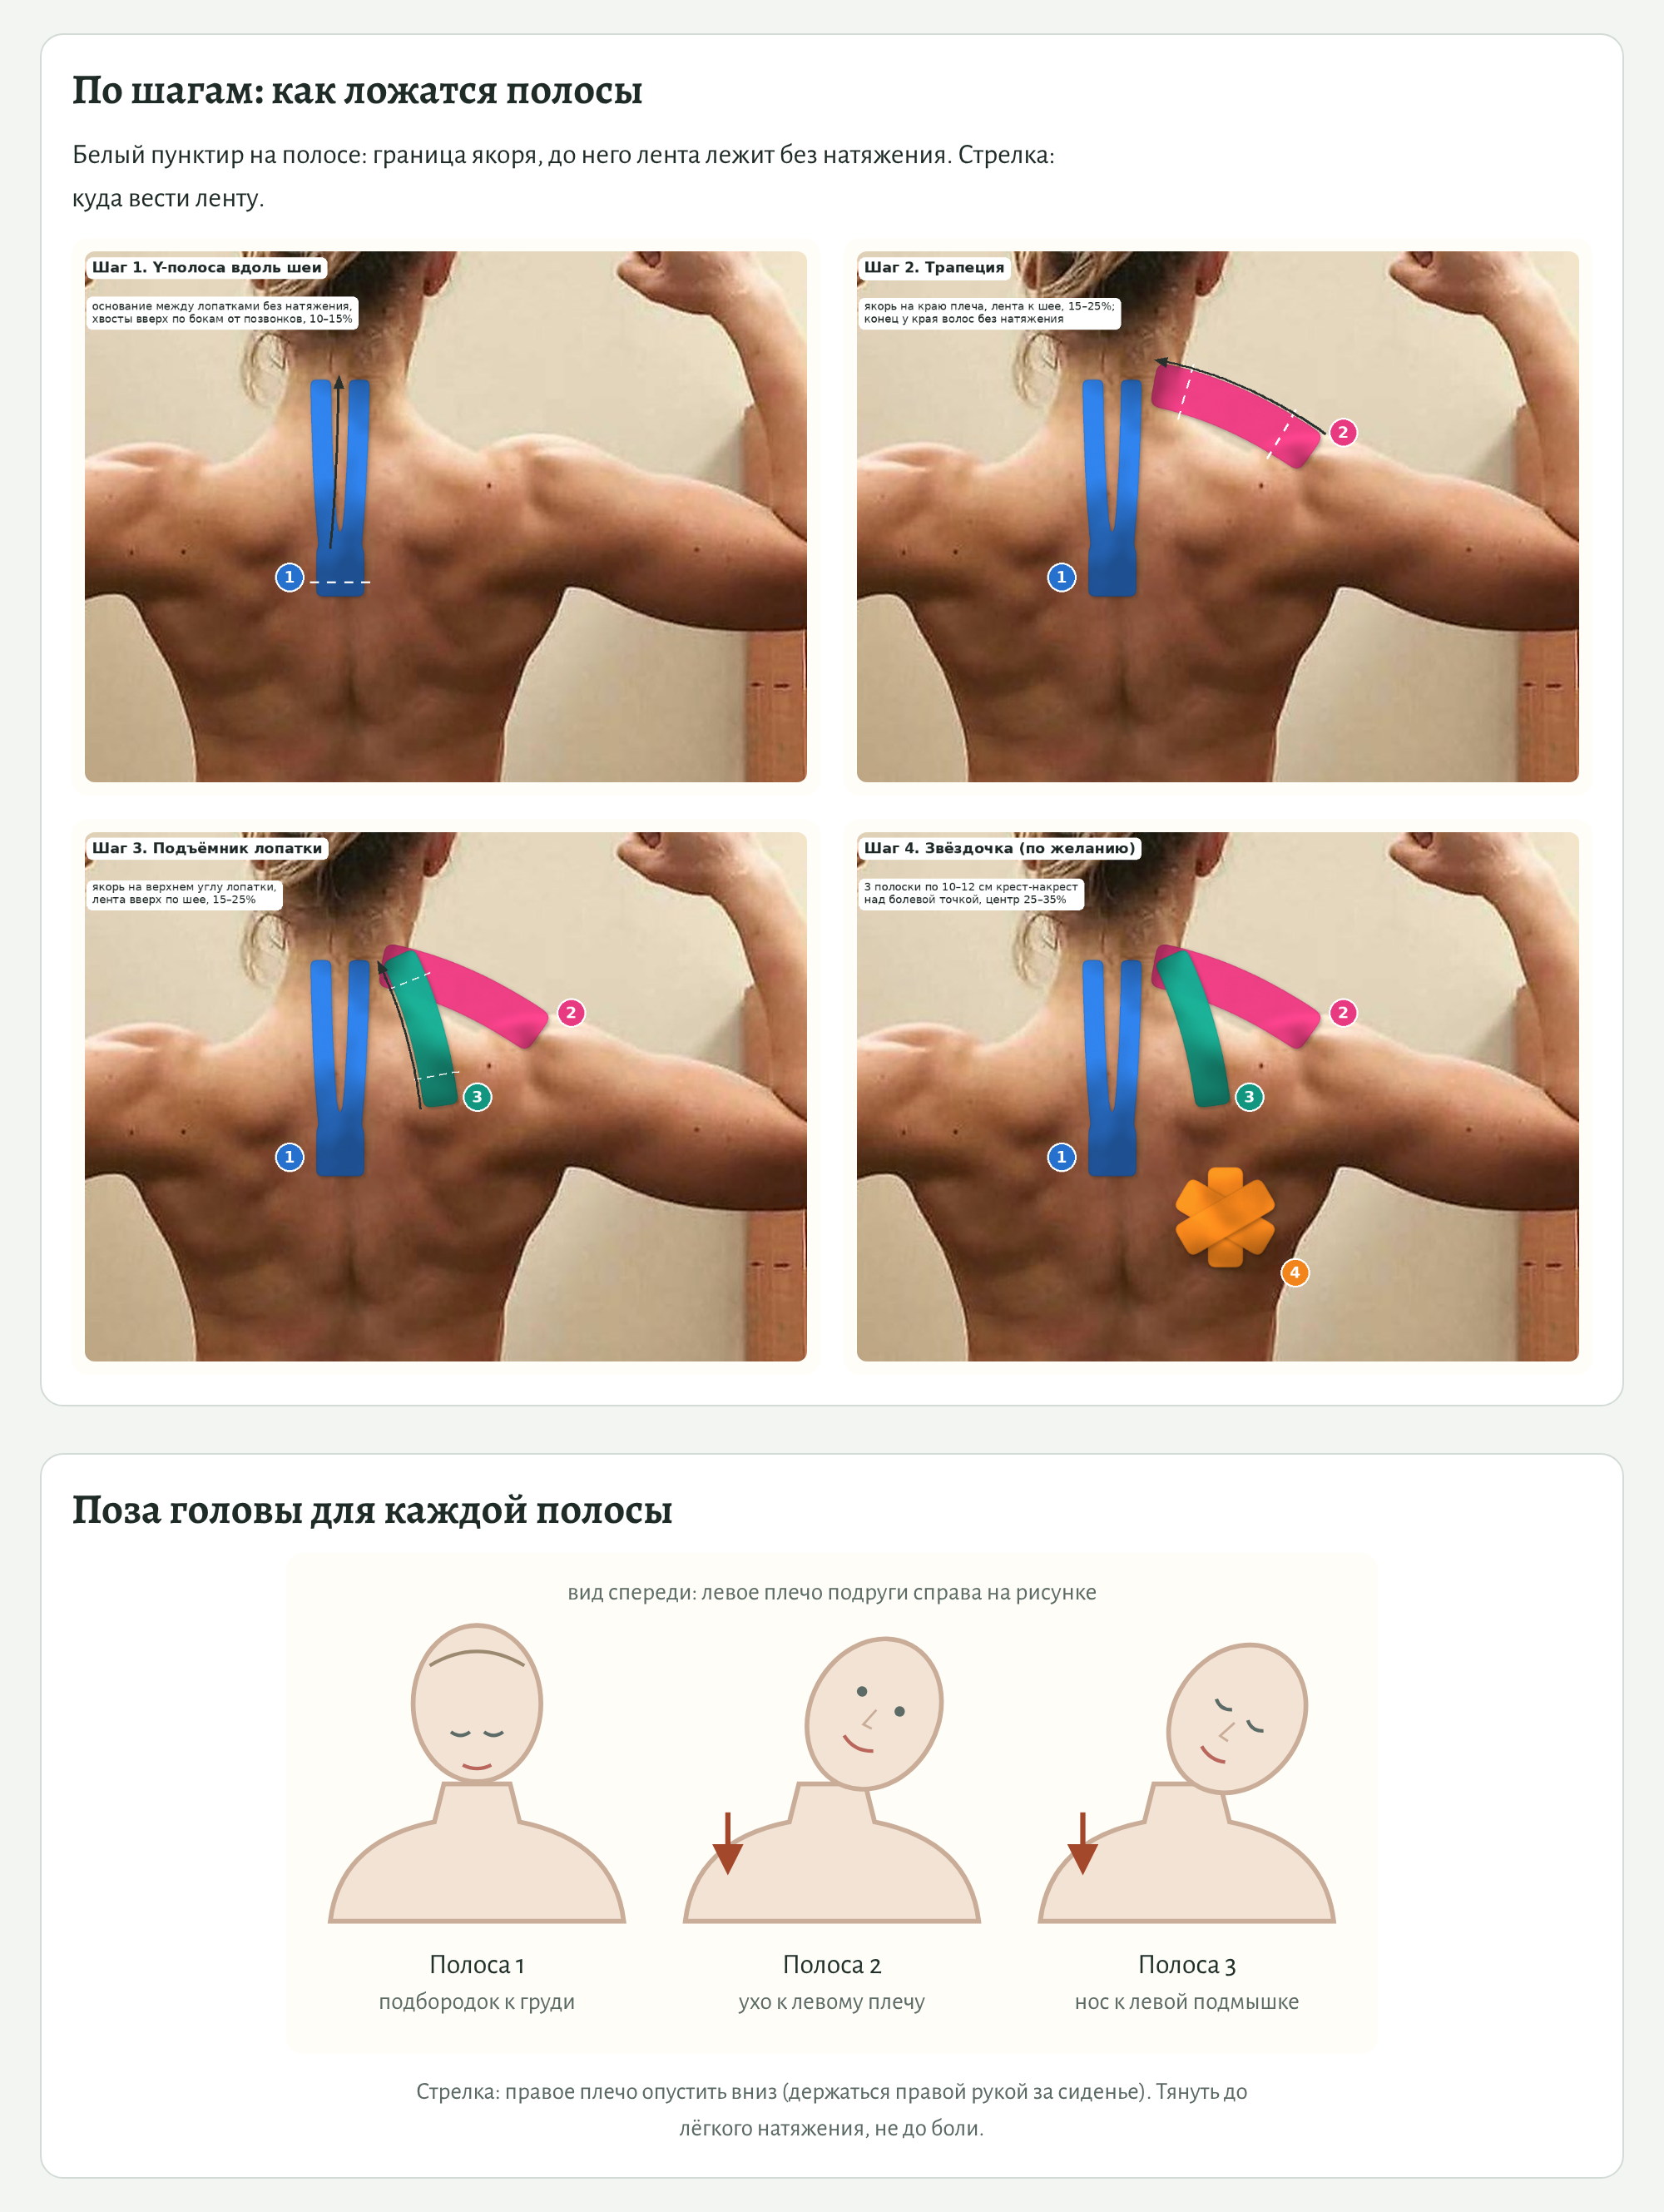 По шагам: как ложатся полосы
Белый пунктир на полосе: граница якоря, до него лента лежит без натяжения. Стрелка:
куда вести ленту.
Шаг 1. Y-полоса вдоль шеи
основание между лопатками без натяжения,
хвосты вверх по бокам от позвонков, 10–15%
1
Шаг 2. Трапеция
якорь на краю плеча, лента к шее, 15–25%;
конец у края волос без натяжения
2
1
Шаг 3. Подъёмник лопатки
якорь на верхнем углу лопатки,
лента вверх по шее, 15–25%
2
3
1
Шаг 4. Звёздочка (по желанию)
3 полоски по 10–12 см крест-накрест
над болевой точкой, центр 25–35%
2
3
1
4
Поза головы для каждой полосы
вид спереди: левое плечо подруги справа на рисунке
Полоса 1
подбородок к груди
Полоса 2
ухо к левому плечу
Полоса 3
нос к левой подмышке
Стрелка: правое плечо опустить вниз (держаться правой рукой за сиденье). Тянуть до
лёгкого натяжения, не до боли.